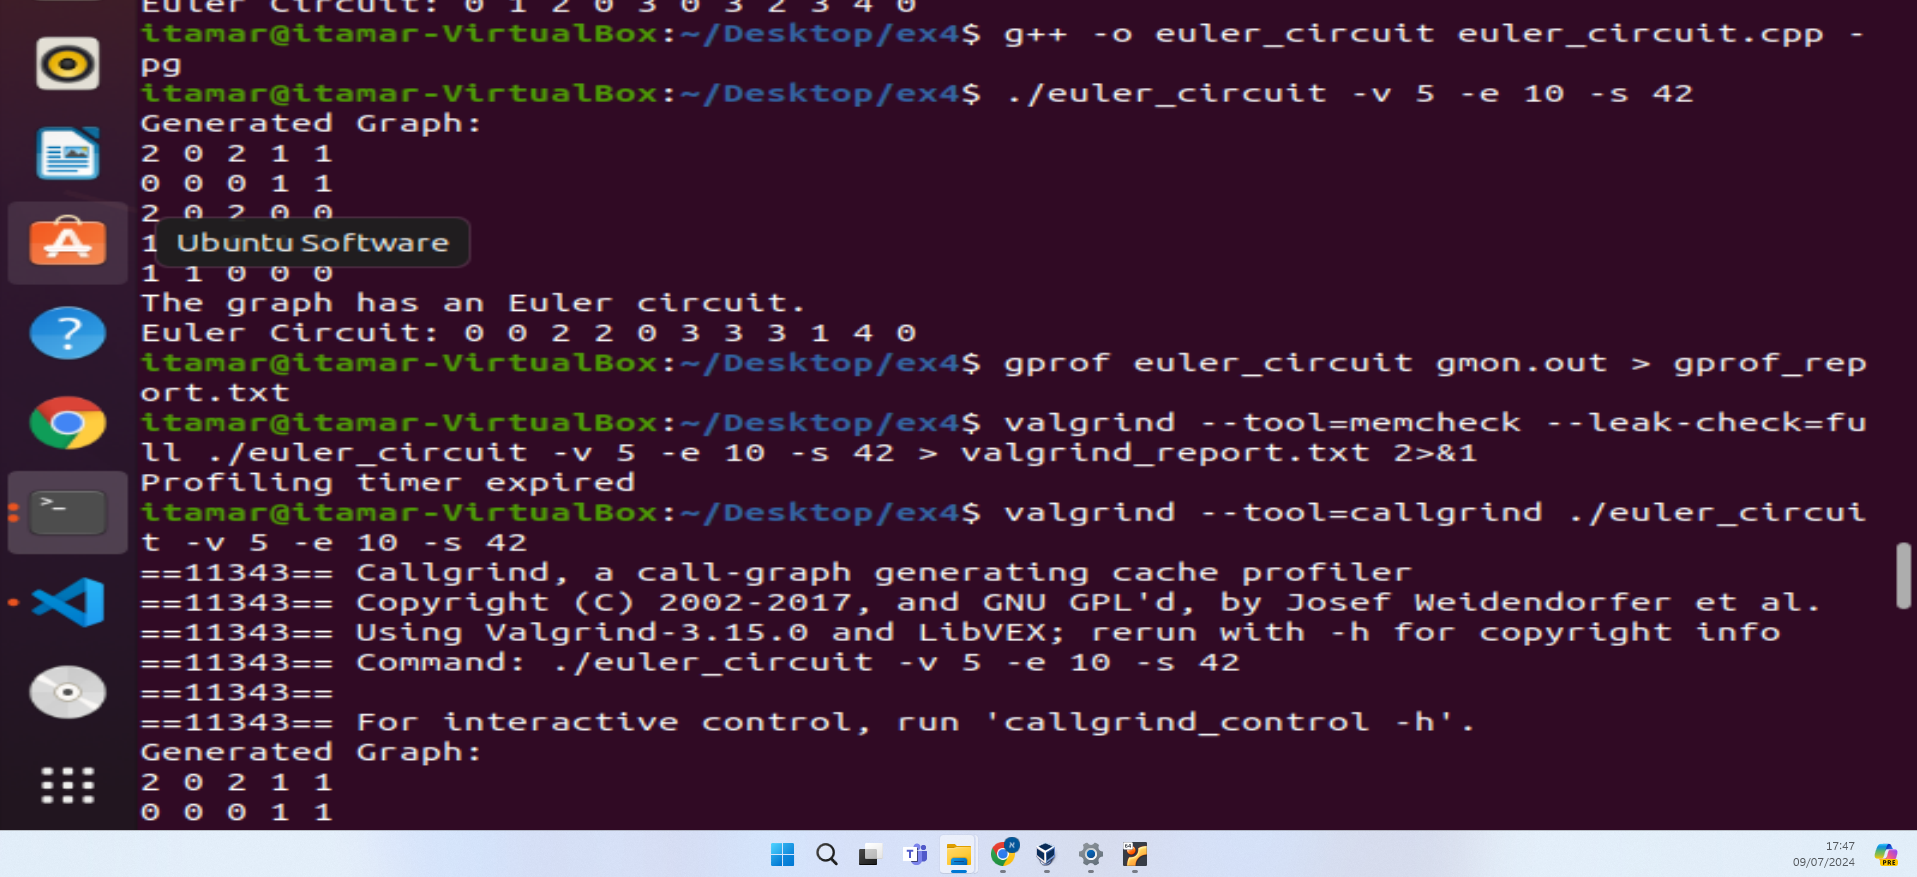 Euler Circuit: 0 1 2 0 3 0 3 2 3 4 0
itamar@itamar-VirtualBox:~/Desktop/ex4$ g++ -o euler_circuit euler_circuit.cpp -
pg
itamar@itamar-VirtualBox:~/Desktop/ex4$ ./euler_circuit -v 5 -e 10 -s 42
Generated Graph:
2 0 2 1 1
0 0 0 1 1
2 0 2 0 0
1
Ubuntu Software
1 1 0 0 0
The graph has an Euler circuit.
Euler Circuit: 0 0 2 2 0 3 3 3 1 4 0
itamar@itamar-VirtualBox:~/Desktop/ex4$ gprof euler_circuit gmon.out > gprof_rep
ort.txt
itamar@itamar-VirtualBox:~/Desktop/ex4$ valgrind --tool=memcheck --leak-check=fu
ll ./euler_circuit -v 5 -e 10 -s 42 > valgrind_report.txt 2>&1
Profiling timer expired
itamar@itamar-VirtualBox:~/Desktop/ex4$ valgrind --tool=callgrind ./euler_circui
t -v 5 -e 10 -s 42
==11343== Callgrind, a call-graph generating cache profiler
==11343== Copyright (C) 2002-2017, and GNU GPL'd, by Josef Weidendorfer et al.
==11343== Using Valgrind-3.15.0 and LibVEX; rerun with -h for copyright info
==11343== Command: ./euler_circuit -v 5 -e 10 -s 42
==11343==
==11343== For interactive control, run 'callgrind_control -h'.
Generated Graph:
2 0 2 1 1
0 0 0 1 1
17:47
09/07/2024
PRE